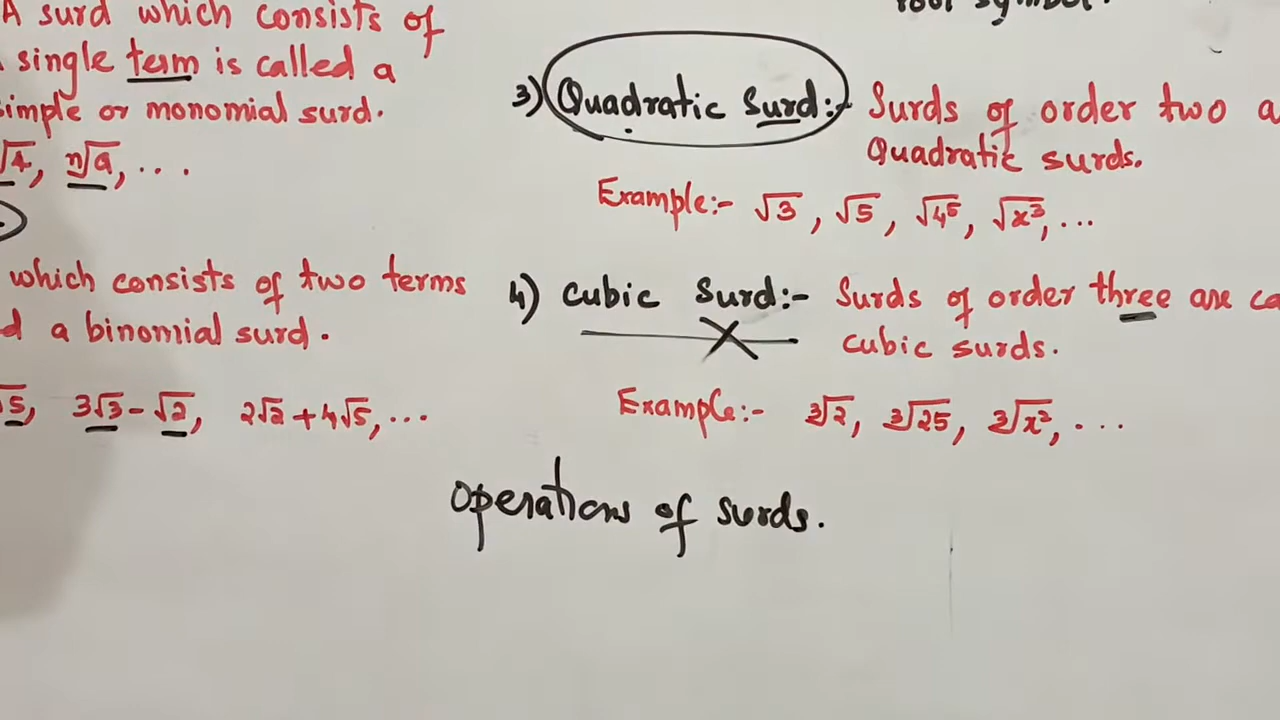 A surd which consists of
single term is called a
simple or monomial surd.
√4, ⁿ√a, ...
which consists of two terms
d a binomial surd.
√5, 3√3-√2, 2√2+4√5, ...
3) Quadratic Surd:- Surds of order two a
Quadratic surds.
Example:- √3, √5, √4⁵, √x³, ...
4) Cubic Surd:- Surds of order three are ca
cubic surds.
Example:- ³√2, ³√25, ³√x², ...
Operations of surds.